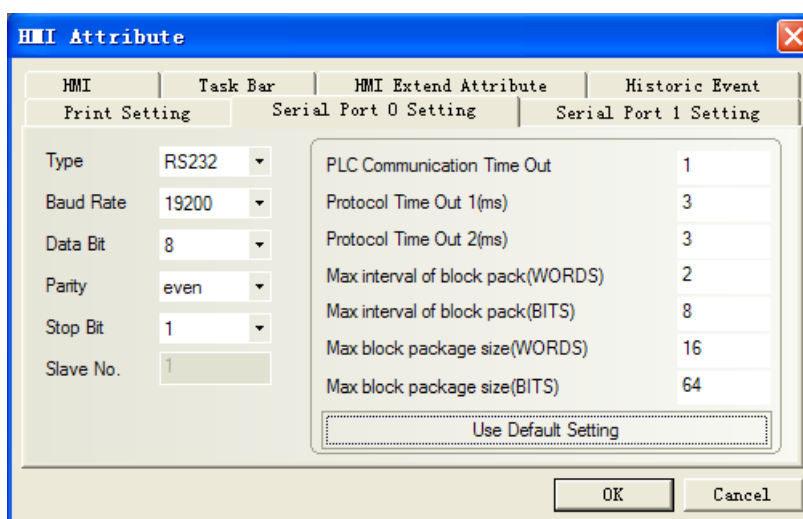 HMI Attribute
HMI Task Bar HMI Extend Attribute Historic Event
Print Setting Serial Port 0 Setting Serial Port 1 Setting
Type RS232
Baud Rate 19200
Data Bit 8
Parity even
Stop Bit 1
Slave No. 1
PLC Communication Time Out 1
Protocol Time Out 1(ms) 3
Protocol Time Out 2(ms) 3
Max interval of block pack(WORDS) 2
Max interval of block pack(BITS) 8
Max block package size(WORDS) 16
Max block package size(BITS) 64
Use Default Setting
OK Cancel